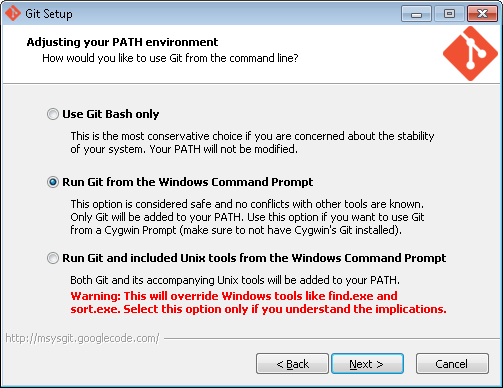 Git Setup
Adjusting your PATH environment
How would you like to use Git from the command line?
Use Git Bash only
This is the most conservative choice if you are concerned about the stability
of your system. Your PATH will not be modified.
Run Git from the Windows Command Prompt
This option is considered safe and no conflicts with other tools are known.
Only Git will be added to your PATH. Use this option if you want to use Git
from a Cygwin Prompt (make sure to not have Cygwin's Git installed).
Run Git and included Unix tools from the Windows Command Prompt
Both Git and its accompanying Unix tools will be added to your PATH.
Warning: This will override Windows tools like find.exe and
sort.exe. Select this option only if you understand the implications.
http://msysgit.googlecode.com/
< Back Next > Cancel